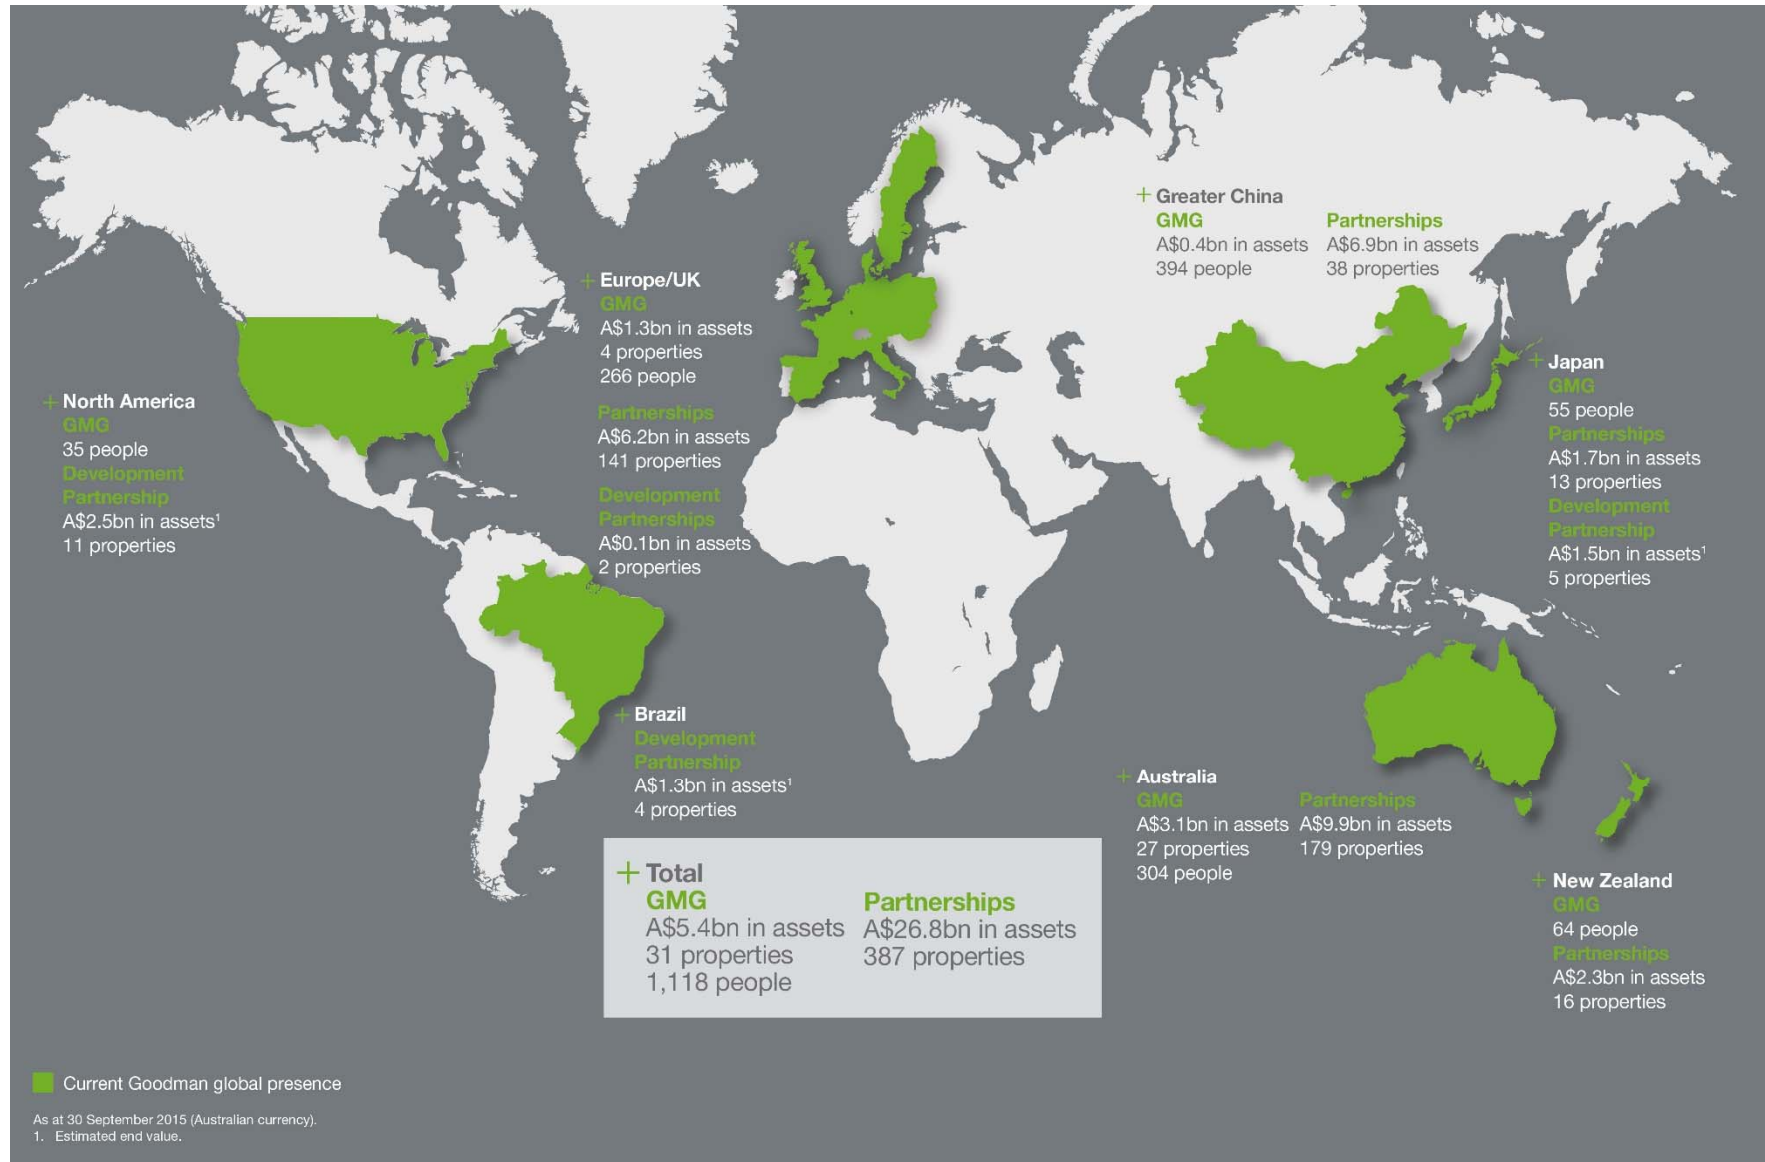 + Greater China
GMG Partnerships
A$0.4bn in assets A$6.9bn in assets
394 people 38 properties
+ Europe/UK
GMG
A$1.3bn in assets
4 properties
266 people
Partnerships
A$6.2bn in assets
141 properties
Development
Partnerships
A$0.1bn in assets
2 properties
+ North America
GMG
35 people
Development
Partnership
A$2.5bn in assets¹
11 properties
+ Japan
GMG
55 people
Partnerships
A$1.7bn in assets
13 properties
Development
Partnership
A$1.5bn in assets¹
5 properties
+ Brazil
Development
Partnership
A$1.3bn in assets¹
4 properties
+ Australia
GMG Partnerships
A$3.1bn in assets A$9.9bn in assets
27 properties 179 properties
304 people
+ New Zealand
GMG
64 people
Partnerships
A$2.3bn in assets
16 properties
+ Total
GMG Partnerships
A$5.4bn in assets A$26.8bn in assets
31 properties 387 properties
1,118 people
Current Goodman global presence
As at 30 September 2015 (Australian currency).
1. Estimated end value.